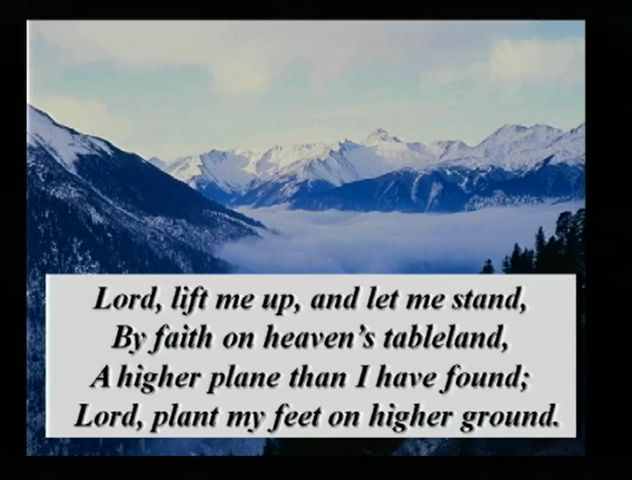 Lord, lift me up, and let me stand,
By faith on heaven's tableland,
A higher plane than I have found;
Lord, plant my feet on higher ground.